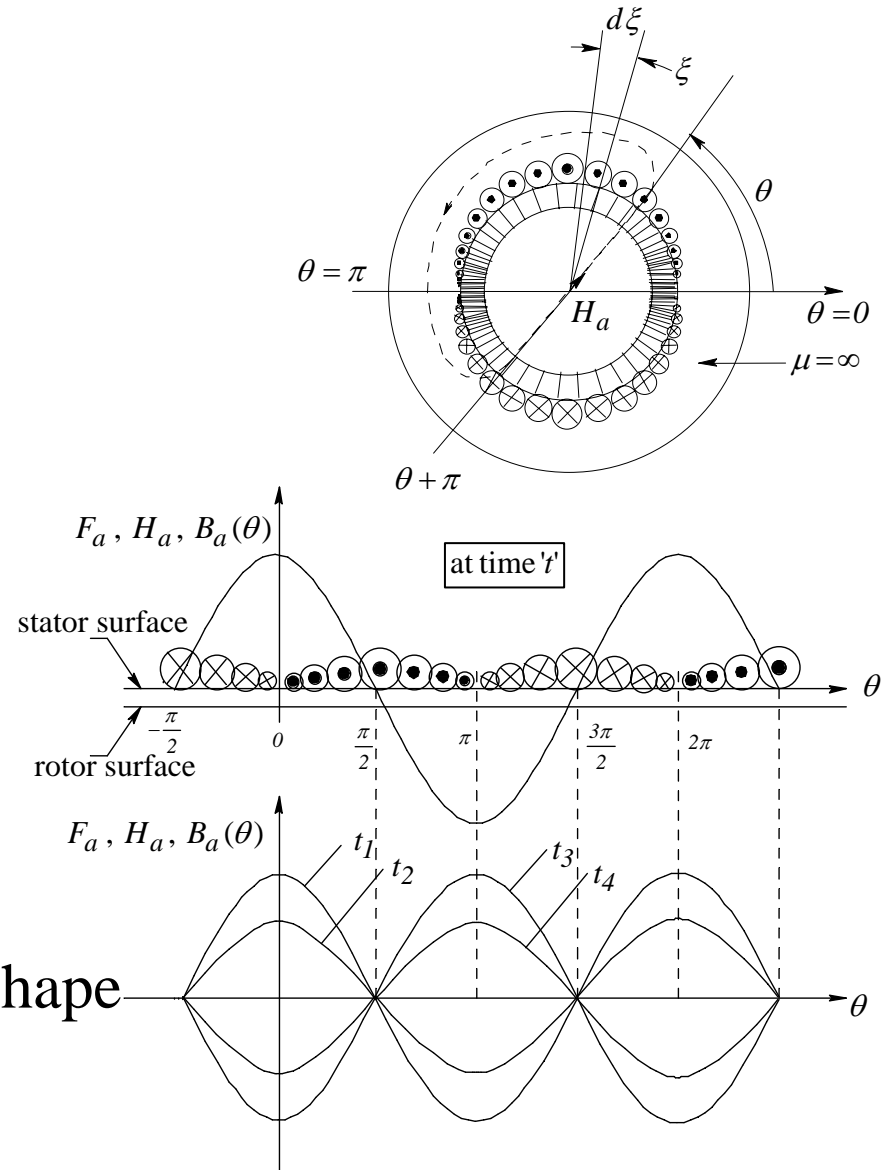 dξ
ξ
θ
θ = π
H_a
θ=0
μ=∞
θ + π
F_a , H_a , B_a(θ)
at time 't'
stator surface
θ
-π/2
0
π/2
π
3π/2
2π
rotor surface
F_a , H_a , B_a(θ)
t_1
t_2
t_3
t_4
hape
θ